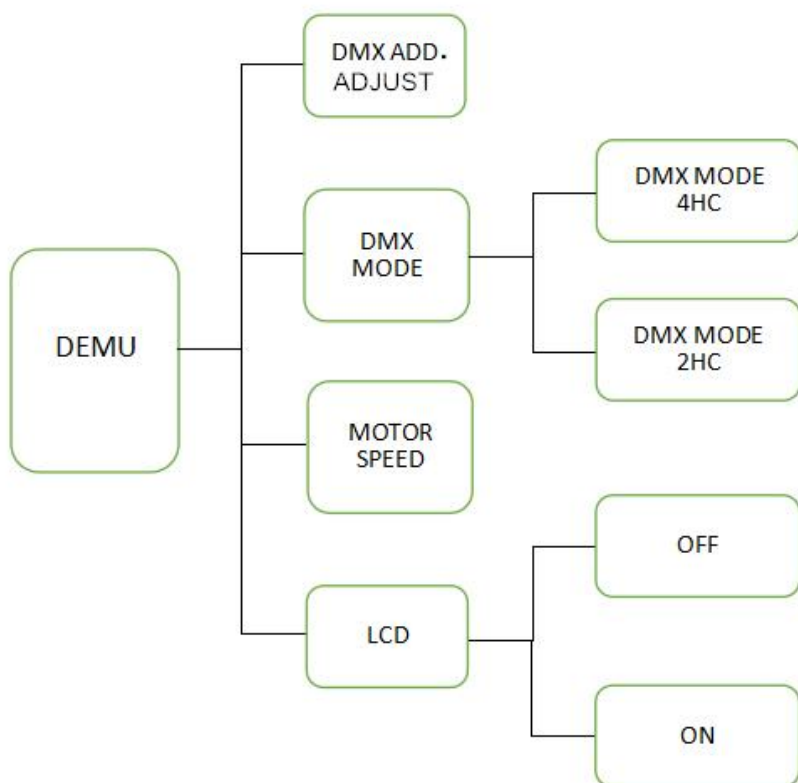 DMX ADD.
ADJUST
DMX MODE
4HC
DMX
MODE
DMX MODE
2HC
DEMU
MOTOR
SPEED
OFF
LCD
ON